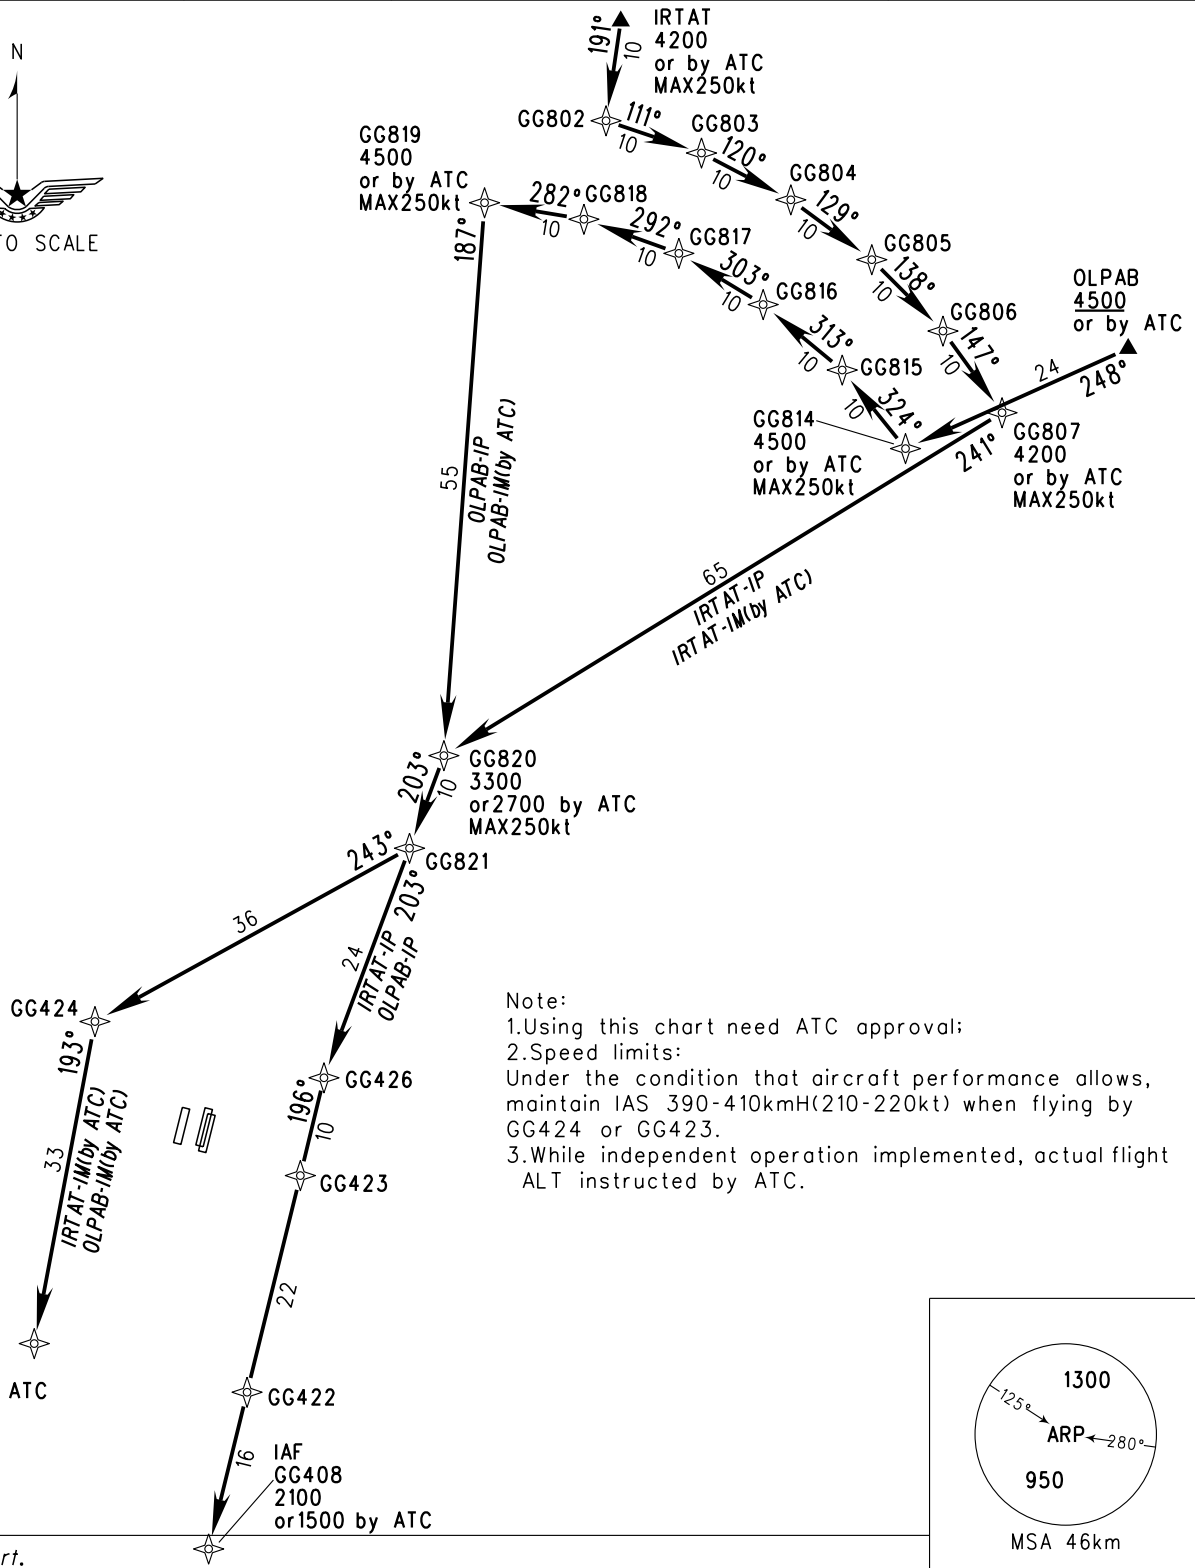 IRTAT
4200
or by ATC
MAX250kt
191°
10
N
TO SCALE
GG802
111°
10
GG803
120°
10
GG804
129°
10
GG805
138°
10
GG806
147°
10
GG819
4500
or by ATC
MAX250kt
282°
10
GG818
292°
10
GG817
303°
10
GG816
313°
10
GG815
324°
10
187°
OLPAB
4500
or by ATC
24
248°
GG814
4500
or by ATC
MAX250kt
GG807
4200
or by ATC
MAX250kt
241°
55
OLPAB-IP
OLPAB-IM(by ATC)
65
IRTAT-IP
IRTAT-IM(by ATC)
GG820
3300
or2700 by ATC
MAX250kt
203°
10
GG821
243°
36
203°
24
IRTAT-IP
OLPAB-IP
GG424
193°
33
IRTAT-IM(by ATC)
OLPAB-IM(by ATC)
ATC
GG426
196°
10
GG423
22
GG422
16
IAF
GG408
2100
or1500 by ATC
Note:
1.Using this chart need ATC approval;
2.Speed limits:
Under the condition that aircraft performance allows,
maintain IAS 390-410kmH(210-220kt) when flying by
GG424 or GG423.
3.While independent operation implemented, actual flight
ALT instructed by ATC.
1300
125°
ARP
280°
950
MSA 46km
rt.